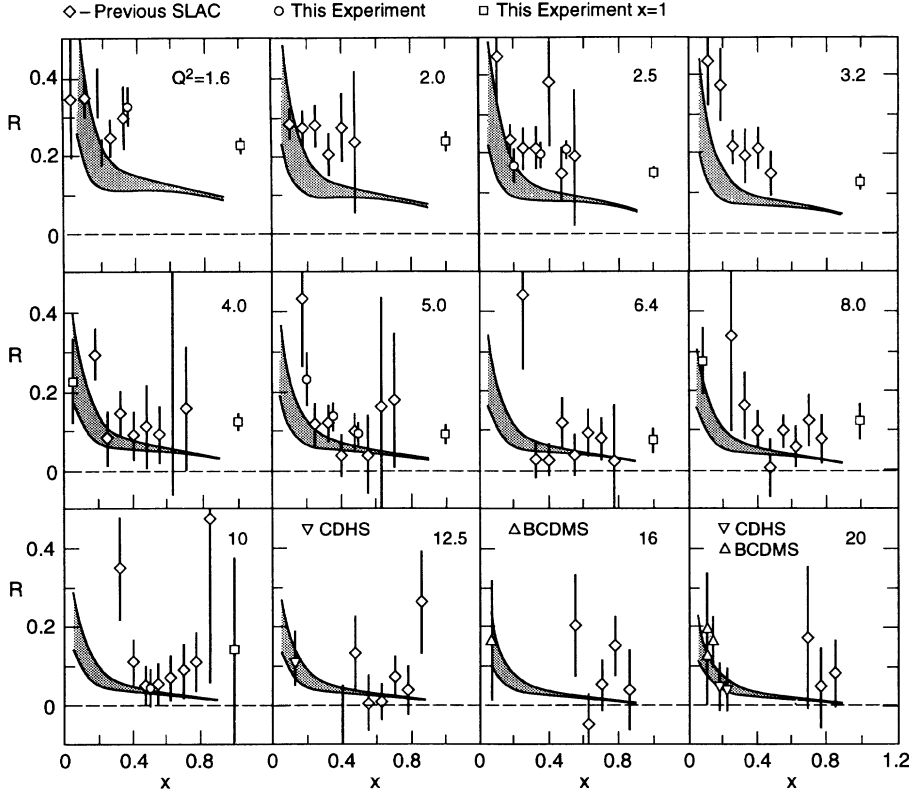 ◇ – Previous SLAC ○ This Experiment □ This Experiment x=1
0.4 Q²=1.6 2.0 2.5 3.2
R
0.2
0
0.4 4.0 5.0 6.4 8.0
R
0.2
0
10 ▽ CDHS 12.5 △ BCDMS 16 ▽ CDHS 20
△ BCDMS
0.4
R
0.2
0
0 0.4 0.8 0 0.4 0.8 0 0.4 0.8 0 0.4 0.8 1.2
x x x x